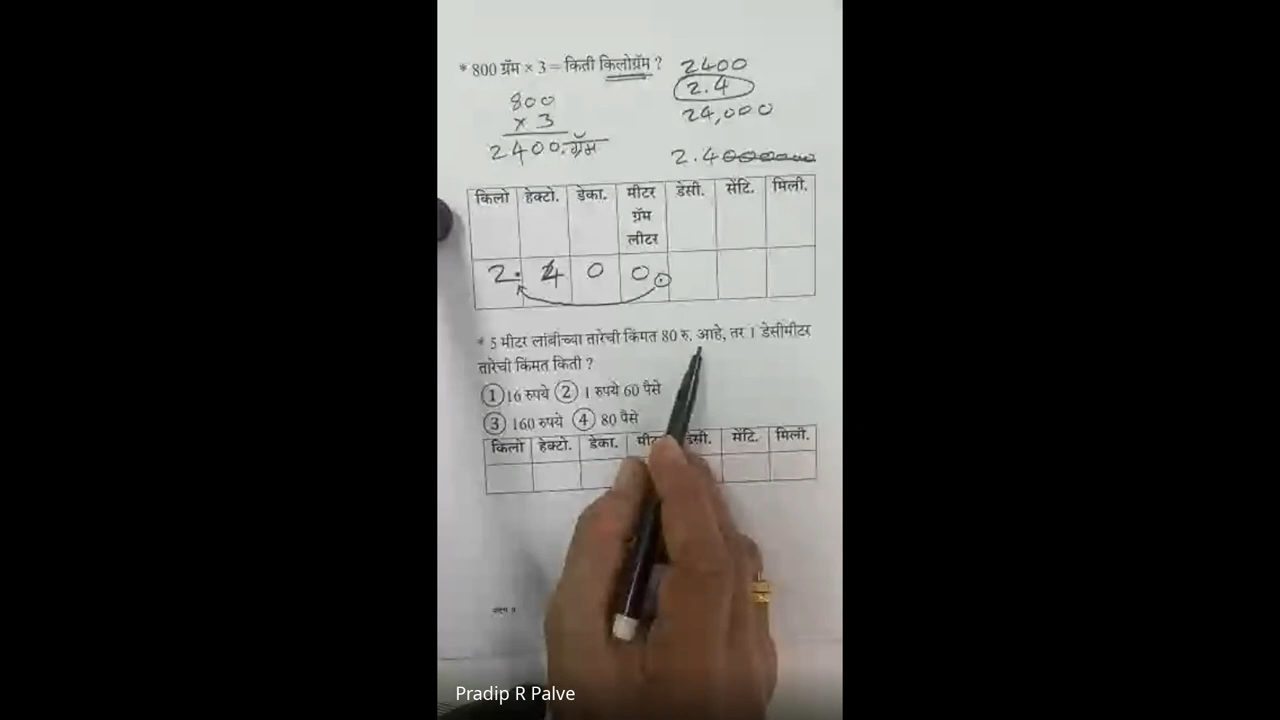 * 800 ग्रॅम × 3 = किती किलोग्रॅम ?
2400
2.4
24,000
2.4
800
× 3
2400. ग्रॅम
किलो हेक्टो. डेका. मीटर ग्रॅम लीटर डेसी. सेंटि. मिली.
2. 4 0 0.
* 5 मीटर लांबीच्या तारेची किंमत 80 रु. आहे, तर 1 डेसीमीटर
तारेची किंमत किती ?
1 16 रुपये 2 1 रुपये 60 पैसे
3 160 रुपये 4 80 पैसे
किलो हेक्टो. डेका. डेसी. सेंटि. मिली.
Pradip R Palve